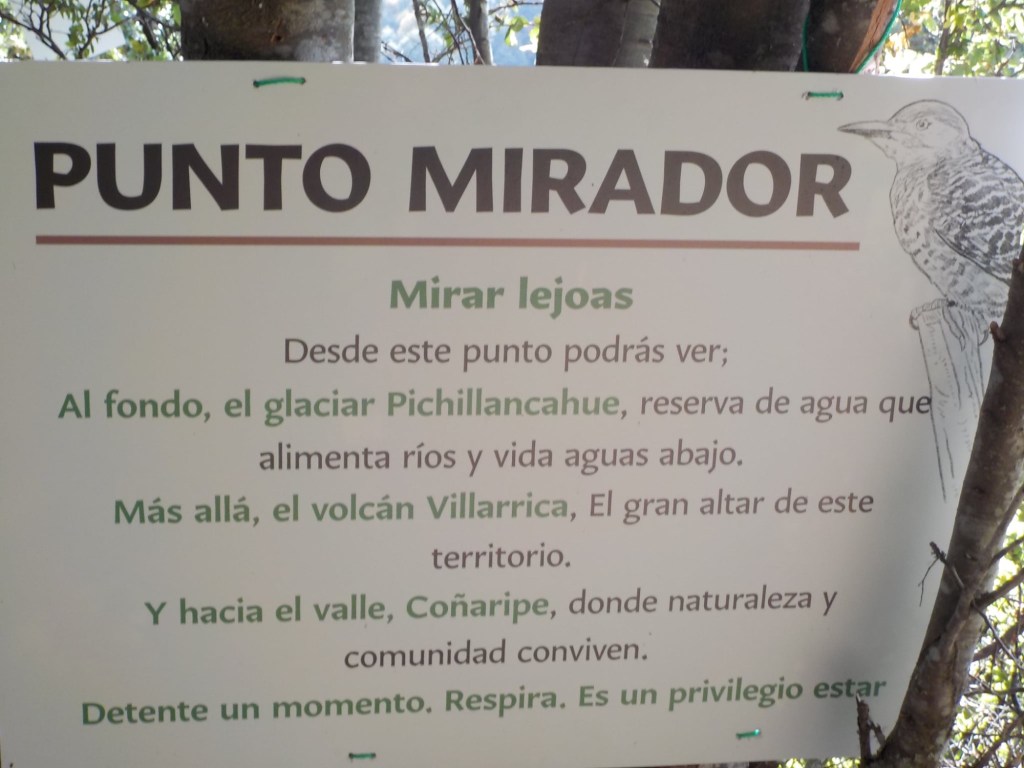 PUNTO MIRADOR
Mirar lejoas
Desde este punto podrás ver;
Al fondo, el glaciar Pichillancahue, reserva de agua que
alimenta ríos y vida aguas abajo.
Más allá, el volcán Villarrica, El gran altar de este
territorio.
Y hacia el valle, Coñaripe, donde naturaleza y
comunidad conviven.
Detente un momento. Respira. Es un privilegio estar